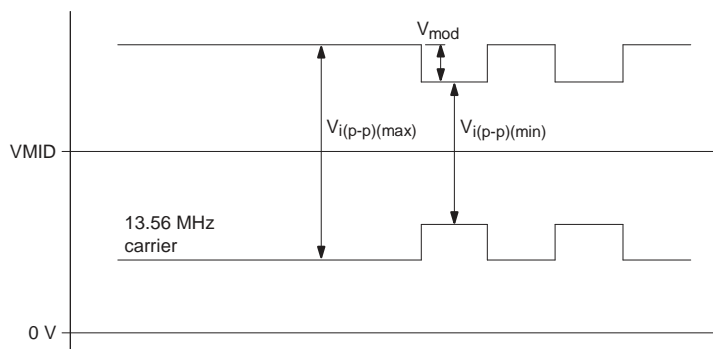 Vmod
Vi(p-p)(max)
Vi(p-p)(min)
VMID
13.56 MHz
carrier
0 V